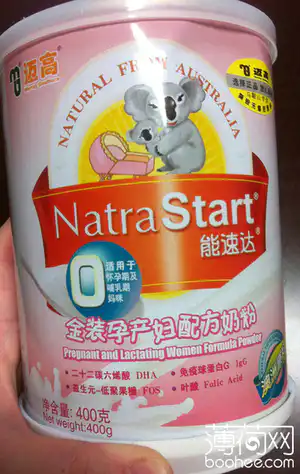 迈高
NATURAL FROM AUSTRALIA
迈高
NatraStart®
能速达®
0
适用于
怀孕期及
哺乳期
妈咪
金装孕产妇配方奶粉
Pregnant and Lactating Women Formula Powder
•二十二碳六烯酸 DHA
•免疫球蛋白G IgG
•益生元-低聚果糖 FOS
•叶酸 Folic Acid
净含量: 400克
Net weight: 400g
薄荷网
boohee.com